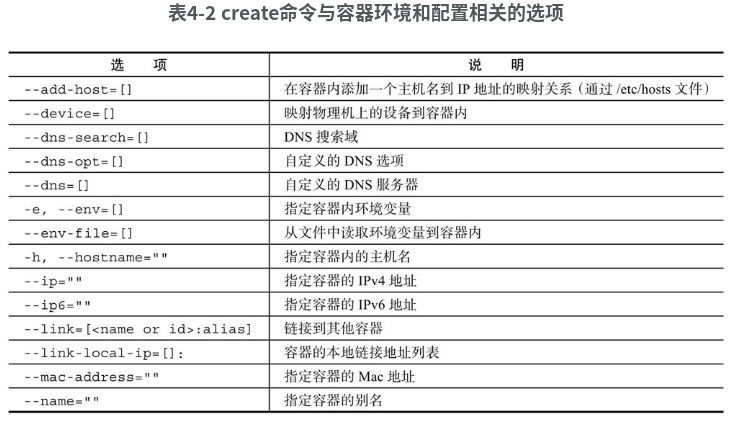 表4-2 create命令与容器环境和配置相关的选项
选 项 说 明
--add-host=[] 在容器内添加一个主机名到 IP 地址的映射关系（通过 /etc/hosts 文件）
--device=[] 映射物理机上的设备到容器内
--dns-search=[] DNS 搜索域
--dns-opt=[] 自定义的 DNS 选项
--dns=[] 自定义的 DNS 服务器
-e, --env=[] 指定容器内环境变量
--env-file=[] 从文件中读取环境变量到容器内
-h, --hostname="" 指定容器内的主机名
--ip="" 指定容器的 IPv4 地址
--ip6="" 指定容器的 IPv6 地址
--link=[<name or id>:alias] 链接到其他容器
--link-local-ip=[]: 容器的本地链接地址列表
--mac-address="" 指定容器的 Mac 地址
--name="" 指定容器的别名